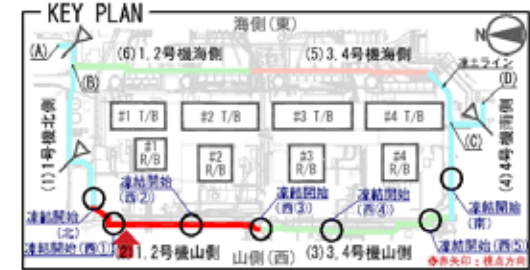 KEY PLAN
海側(東)
N
(A)
(6)1.2号機海側
(5)3.4号機海側
凍土ライン
(B)
(D)
#1 T/B
#2 T/B
#3 T/B
#4 T/B
(C)
(1)1号機北側
(4)4号機南側
#1
R/B
#2
R/B
#3
R/B
#4
R/B
凍結開始
(西②)
凍結開始
(西③)
凍結開始
(西④)
凍結開始
(北)
凍結開始
(南)
凍結開始(西①)
(2)1.2号機山側
山側(西)
(3)3.4号機山側
凍結開始(西⑤)
※赤矢印：視点方向